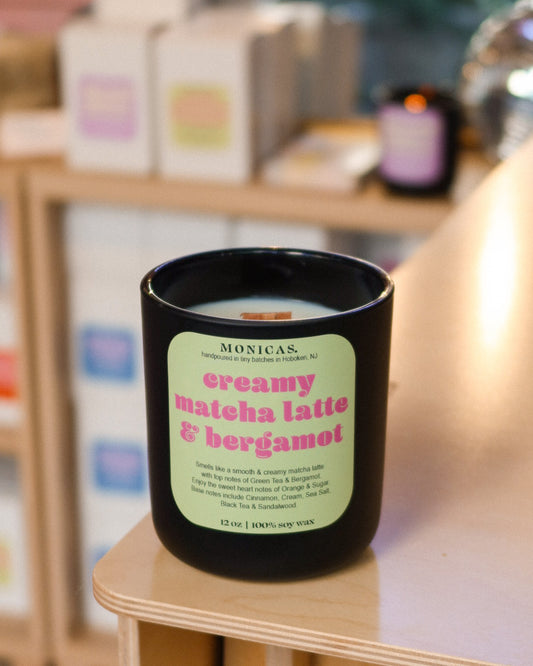 MONICAS.
handpoured in tiny batches in Hoboken, NJ
creamy
matcha latte
& bergamot
Smells like a smooth & creamy matcha latte
with top notes of Green Tea & Bergamot.
Enjoy the sweet heart notes of Orange & Sugar.
Base notes include Cinnamon, Cream, Sea Salt,
Black Tea & Sandalwood.
12 oz | 100% soy wax